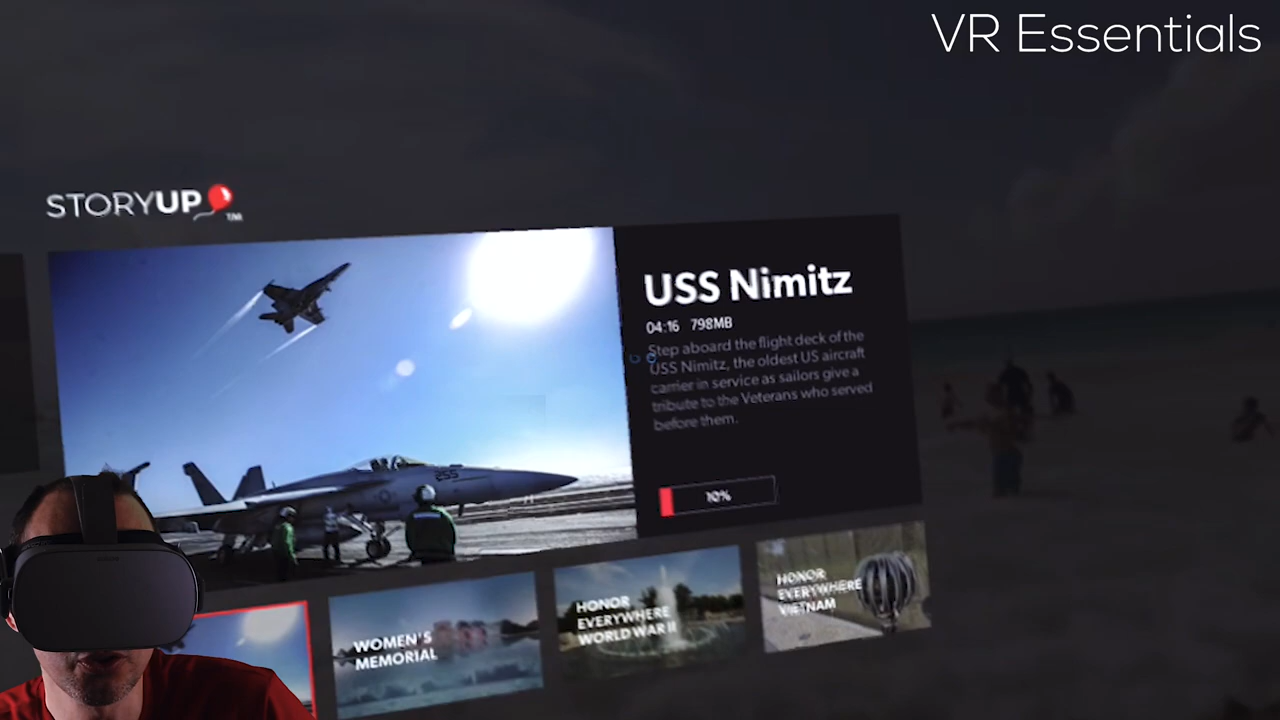 VR Essentials
STORYUP
TM
USS Nimitz
04:16 798MB
Step aboard the flight deck of the
USS Nimitz, the oldest US aircraft
carrier in service as sailors give a
tribute to the Veterans who served
before them.
10%
WOMEN'S
MEMORIAL
HONOR
EVERYWHERE
WORLD WAR II
HONOR
EVERYWHERE
VIETNAM